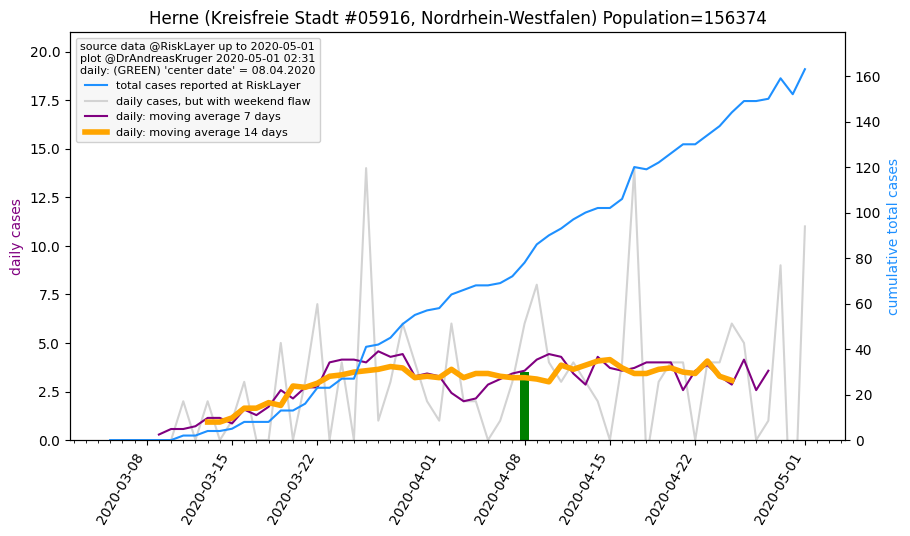 Herne (Kreisfreie Stadt #05916, Nordrhein-Westfalen) Population=156374
source data @RiskLayer up to 2020-05-01
plot @DrAndreasKruger 2020-05-01 02:31
daily: (GREEN) 'center date' = 08.04.2020
total cases reported at RiskLayer
daily cases, but with weekend flaw
daily: moving average 7 days
daily: moving average 14 days
daily cases
20.0
17.5
15.0
12.5
10.0
7.5
5.0
2.5
0.0
160
140
120
100
80
60
40
20
0
cumulative total cases
2020-03-08
2020-03-15
2020-03-22
2020-04-01
2020-04-08
2020-04-15
2020-04-22
2020-05-01